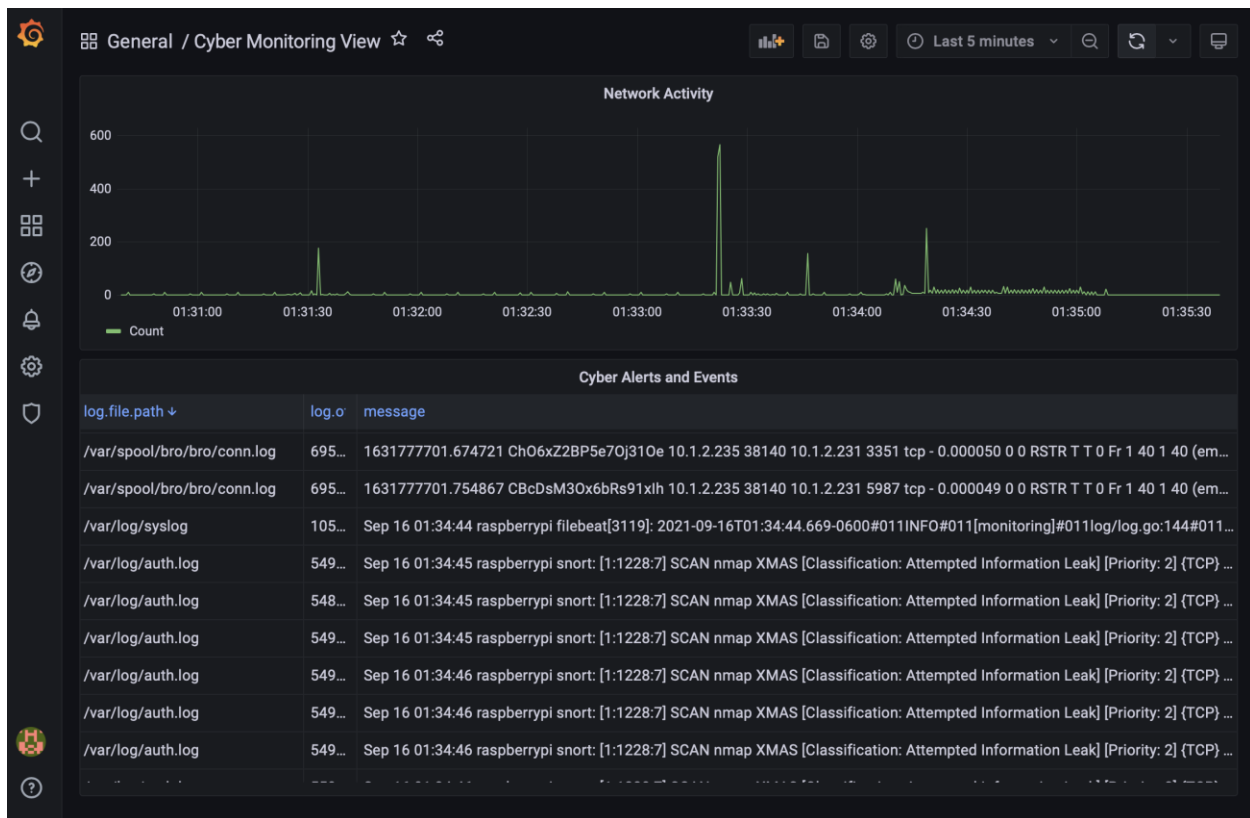 General / Cyber Monitoring View
Last 5 minutes
Network Activity
600
400
200
0
01:31:00 01:31:30 01:32:00 01:32:30 01:33:00 01:33:30 01:34:00 01:34:30 01:35:00 01:35:30
Count
Cyber Alerts and Events
log.file.path log.o message
/var/spool/bro/bro/conn.log 695... 1631777701.674721 ChO6xZ2BP5e7Oj31Oe 10.1.2.235 38140 10.1.2.231 3351 tcp - 0.000050 0 0 RSTR T T 0 Fr 1 40 1 40 (em...
/var/spool/bro/bro/conn.log 695... 1631777701.754867 CBcDsM3Ox6bRs91xIh 10.1.2.235 38140 10.1.2.231 5987 tcp - 0.000049 0 0 RSTR T T 0 Fr 1 40 1 40 (em...
/var/log/syslog 105... Sep 16 01:34:44 raspberrypi filebeat[3119]: 2021-09-16T01:34:44.669-0600#011INFO#011[monitoring]#011log/log.go:144#011...
/var/log/auth.log 549... Sep 16 01:34:45 raspberrypi snort: [1:1228:7] SCAN nmap XMAS [Classification: Attempted Information Leak] [Priority: 2] {TCP} ...
/var/log/auth.log 548... Sep 16 01:34:45 raspberrypi snort: [1:1228:7] SCAN nmap XMAS [Classification: Attempted Information Leak] [Priority: 2] {TCP} ...
/var/log/auth.log 549... Sep 16 01:34:45 raspberrypi snort: [1:1228:7] SCAN nmap XMAS [Classification: Attempted Information Leak] [Priority: 2] {TCP} ...
/var/log/auth.log 549... Sep 16 01:34:46 raspberrypi snort: [1:1228:7] SCAN nmap XMAS [Classification: Attempted Information Leak] [Priority: 2] {TCP} ...
/var/log/auth.log 549... Sep 16 01:34:46 raspberrypi snort: [1:1228:7] SCAN nmap XMAS [Classification: Attempted Information Leak] [Priority: 2] {TCP} ...
/var/log/auth.log 549... Sep 16 01:34:46 raspberrypi snort: [1:1228:7] SCAN nmap XMAS [Classification: Attempted Information Leak] [Priority: 2] {TCP} ...